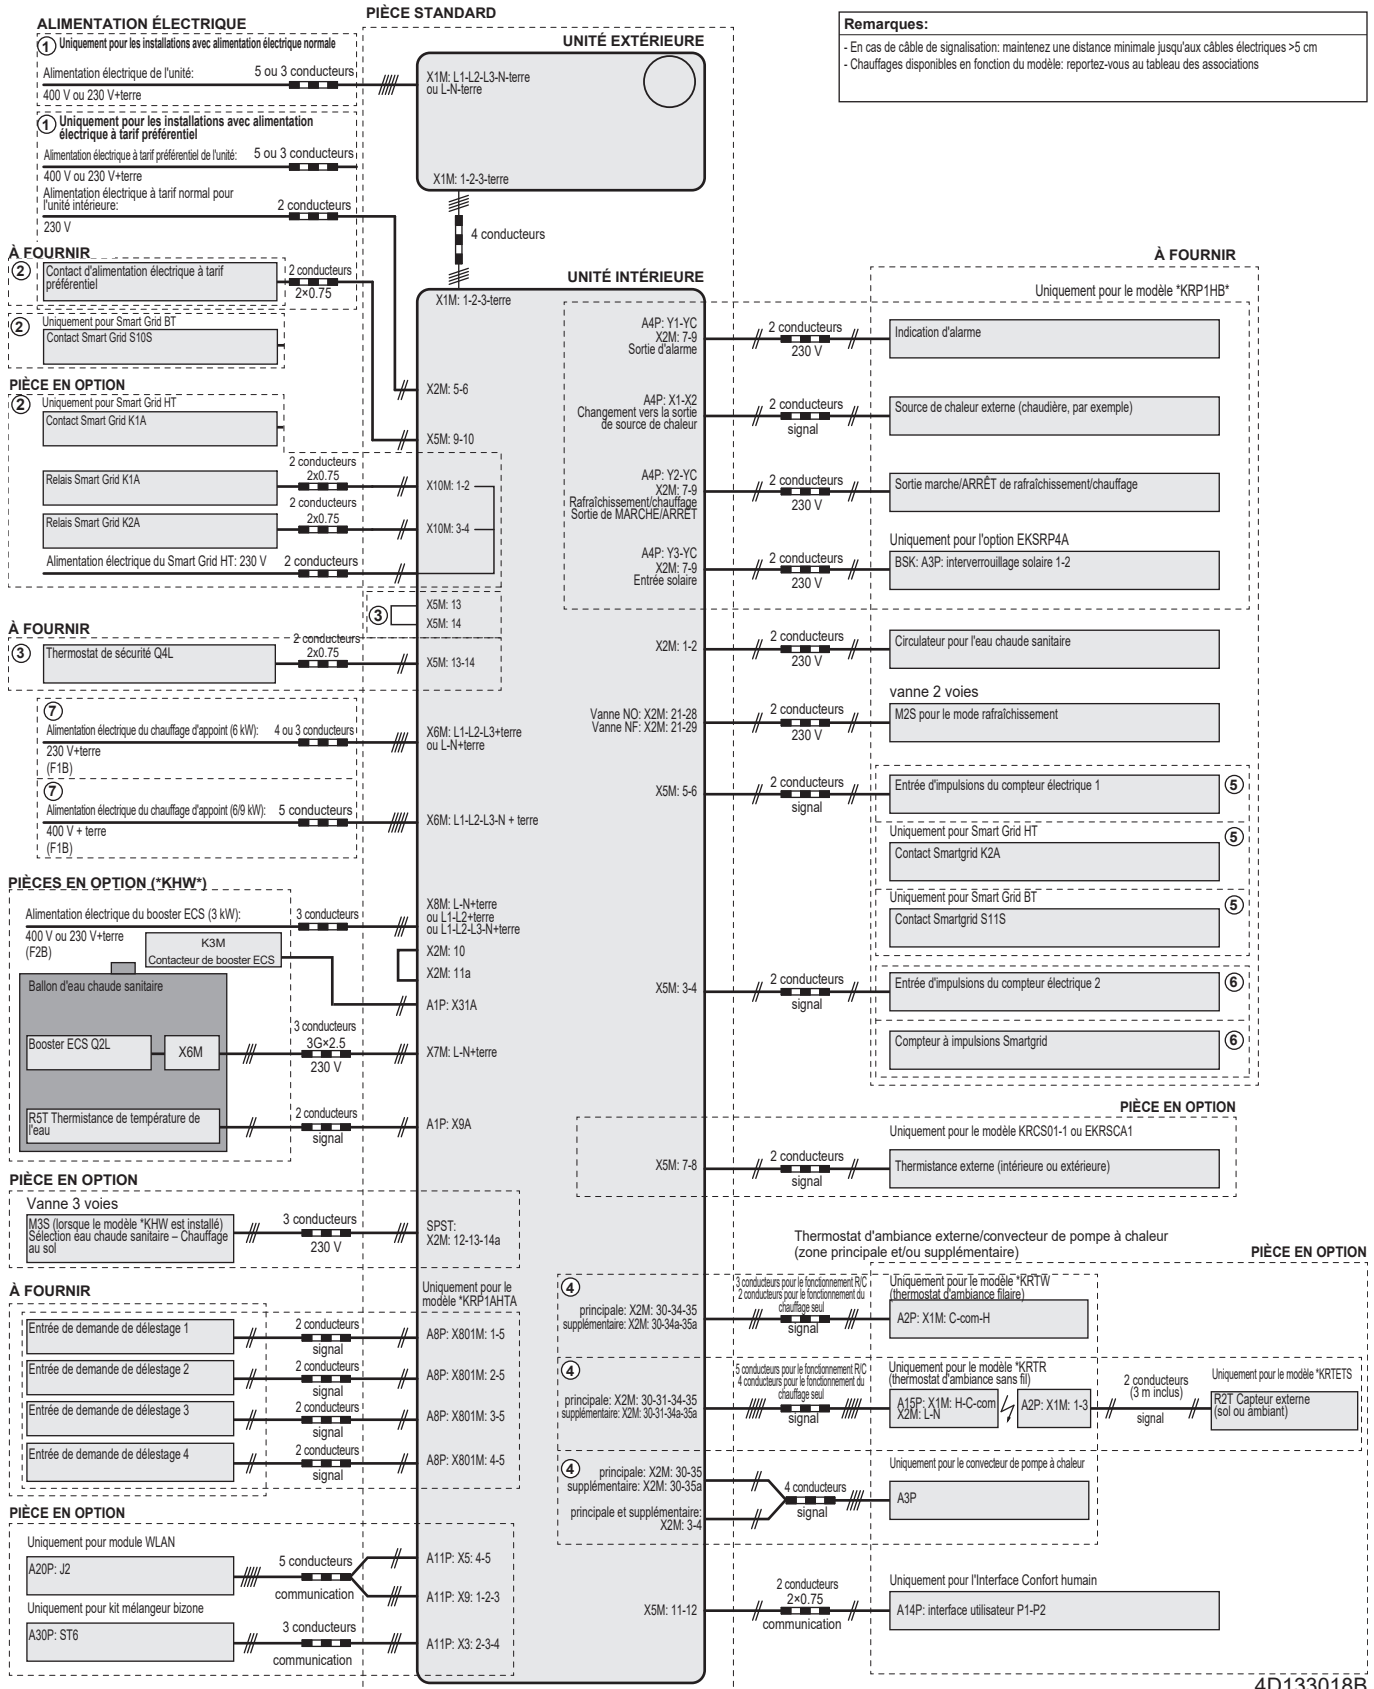 ALIMENTATION ÉLECTRIQUE
① Uniquement pour les installations avec alimentation électrique normale
Alimentation électrique de l'unité:
5 ou 3 conducteurs
400 V ou 230 V+terre
① Uniquement pour les installations avec alimentation
électrique à tarif préférentiel
Alimentation électrique à tarif préférentiel de l'unité:
5 ou 3 conducteurs
400 V ou 230 V+terre
Alimentation électrique à tarif normal pour
l'unité intérieure:
2 conducteurs
230 V
À FOURNIR
②
Contact d'alimentation électrique à tarif
préférentiel
2 conducteurs
2×0.75
②
Uniquement pour Smart Grid BT
Contact Smart Grid S10S
PIÈCE EN OPTION
②
Uniquement pour Smart Grid HT
Contact Smart Grid K1A
2 conducteurs
2x0.75
Relais Smart Grid K1A
2 conducteurs
2x0.75
Relais Smart Grid K2A
Alimentation électrique du Smart Grid HT: 230 V
2 conducteurs
À FOURNIR
③
Thermostat de sécurité Q4L
2 conducteurs
2x0.75
⑦
Alimentation électrique du chauffage d'appoint (6 kW):
4 ou 3 conducteurs
230 V+terre
(F1B)
⑦
Alimentation électrique du chauffage d'appoint (6/9 kW):
5 conducteurs
400 V + terre
(F1B)
PIÈCES EN OPTION (*KHW*)
Alimentation électrique du booster ECS (3 kW):
3 conducteurs
400 V ou 230 V+terre
(F2B)
K3M
Contacteur de booster ECS
Ballon d'eau chaude sanitaire
Booster ECS Q2L
X6M
3 conducteurs
3G×2.5
230 V
R5T Thermistance de température de
l'eau
2 conducteurs
signal
PIÈCE EN OPTION
Vanne 3 voies
M3S (lorsque le modèle *KHW est installé)
Sélection eau chaude sanitaire – Chauffage
au sol
3 conducteurs
230 V
À FOURNIR
Entrée de demande de délestage 1
2 conducteurs
signal
Entrée de demande de délestage 2
2 conducteurs
signal
Entrée de demande de délestage 3
2 conducteurs
signal
Entrée de demande de délestage 4
2 conducteurs
signal
PIÈCE EN OPTION
Uniquement pour module WLAN
A20P: J2
5 conducteurs
communication
Uniquement pour kit mélangeur bizone
A30P: ST6
3 conducteurs
communication
PIÈCE STANDARD
UNITÉ EXTÉRIEURE
X1M: L1-L2-L3-N-terre
ou L-N-terre
X1M: 1-2-3-terre
4 conducteurs
UNITÉ INTÉRIEURE
X1M: 1-2-3-terre
X2M: 5-6
X5M: 9-10
X10M: 1-2
X10M: 3-4
③
X5M: 13
X5M: 14
X5M: 13-14
X6M: L1-L2-L3+terre
ou L-N+terre
X6M: L1-L2-L3-N + terre
X8M: L-N+terre
ou L1-L2+terre
ou L1-L2-L3-N+terre
X2M: 10
X2M: 11a
A1P: X31A
X7M: L-N+terre
A1P: X9A
SPST:
X2M: 12-13-14a
Uniquement pour le
modèle *KRP1AHTA
A8P: X801M: 1-5
A8P: X801M: 2-5
A8P: X801M: 3-5
A8P: X801M: 4-5
A11P: X5: 4-5
A11P: X9: 1-2-3
A11P: X3: 2-3-4
Remarques:
- En cas de câble de signalisation: maintenez une distance minimale jusqu'aux câbles électriques >5 cm
- Chauffages disponibles en fonction du modèle: reportez-vous au tableau des associations
À FOURNIR
Uniquement pour le modèle *KRP1HB*
A4P: Y1-YC
X2M: 7-9
Sortie d'alarme
2 conducteurs
230 V
Indication d'alarme
A4P: X1-X2
Changement vers la sortie
de source de chaleur
2 conducteurs
signal
Source de chaleur externe (chaudière, par exemple)
A4P: Y2-YC
X2M: 7-9
Rafraîchissement/chauffage
Sortie de MARCHE/ARRÊT
2 conducteurs
230 V
Sortie marche/ARRÊT de rafraîchissement/chauffage
Uniquement pour l'option EKSRP4A
A4P: Y3-YC
X2M: 7-9
Entrée solaire
2 conducteurs
230 V
BSK: A3P: interverrouillage solaire 1-2
X2M: 1-2
2 conducteurs
230 V
Circulateur pour l'eau chaude sanitaire
vanne 2 voies
Vanne NO: X2M: 21-28
Vanne NF: X2M: 21-29
2 conducteurs
230 V
M2S pour le mode rafraîchissement
X5M: 5-6
2 conducteurs
signal
Entrée d'impulsions du compteur électrique 1
⑤
Uniquement pour Smart Grid HT
Contact Smartgrid K2A
⑤
Uniquement pour Smart Grid BT
Contact Smartgrid S11S
⑤
X5M: 3-4
2 conducteurs
signal
Entrée d'impulsions du compteur électrique 2
⑥
Compteur à impulsions Smartgrid
⑥
PIÈCE EN OPTION
Uniquement pour le modèle KRCS01-1 ou EKRSCA1
X5M: 7-8
2 conducteurs
signal
Thermistance externe (intérieure ou extérieure)
Thermostat d'ambiance externe/convecteur de pompe à chaleur
(zone principale et/ou supplémentaire)
PIÈCE EN OPTION
④
principale: X2M: 30-34-35
supplémentaire: X2M: 30-34a-35a
3 conducteurs pour le fonctionnement R/C
2 conducteurs pour le fonctionnement du
chauffage seul
signal
Uniquement pour le modèle *KRTW
(thermostat d'ambiance filaire)
A2P: X1M: C-com-H
④
principale: X2M: 30-31-34-35
supplémentaire: X2M: 30-31-34a-35a
5 conducteurs pour le fonctionnement R/C
4 conducteurs pour le fonctionnement du
chauffage seul
signal
Uniquement pour le modèle *KRTR
(thermostat d'ambiance sans fil)
A15P: X1M: H-C-com
X2M: L-N
A2P: X1M: 1-3
2 conducteurs
(3 m inclus)
signal
Uniquement pour le modèle *KRTETS
R2T Capteur externe
(sol ou ambiant)
④
principale: X2M: 30-35
supplémentaire: X2M: 30-35a
principale et supplémentaire:
X2M: 3-4
4 conducteurs
signal
Uniquement pour le convecteur de pompe à chaleur
A3P
X5M: 11-12
2 conducteurs
2×0.75
communication
Uniquement pour l'Interface Confort humain
A14P: interface utilisateur P1-P2
4D133018B